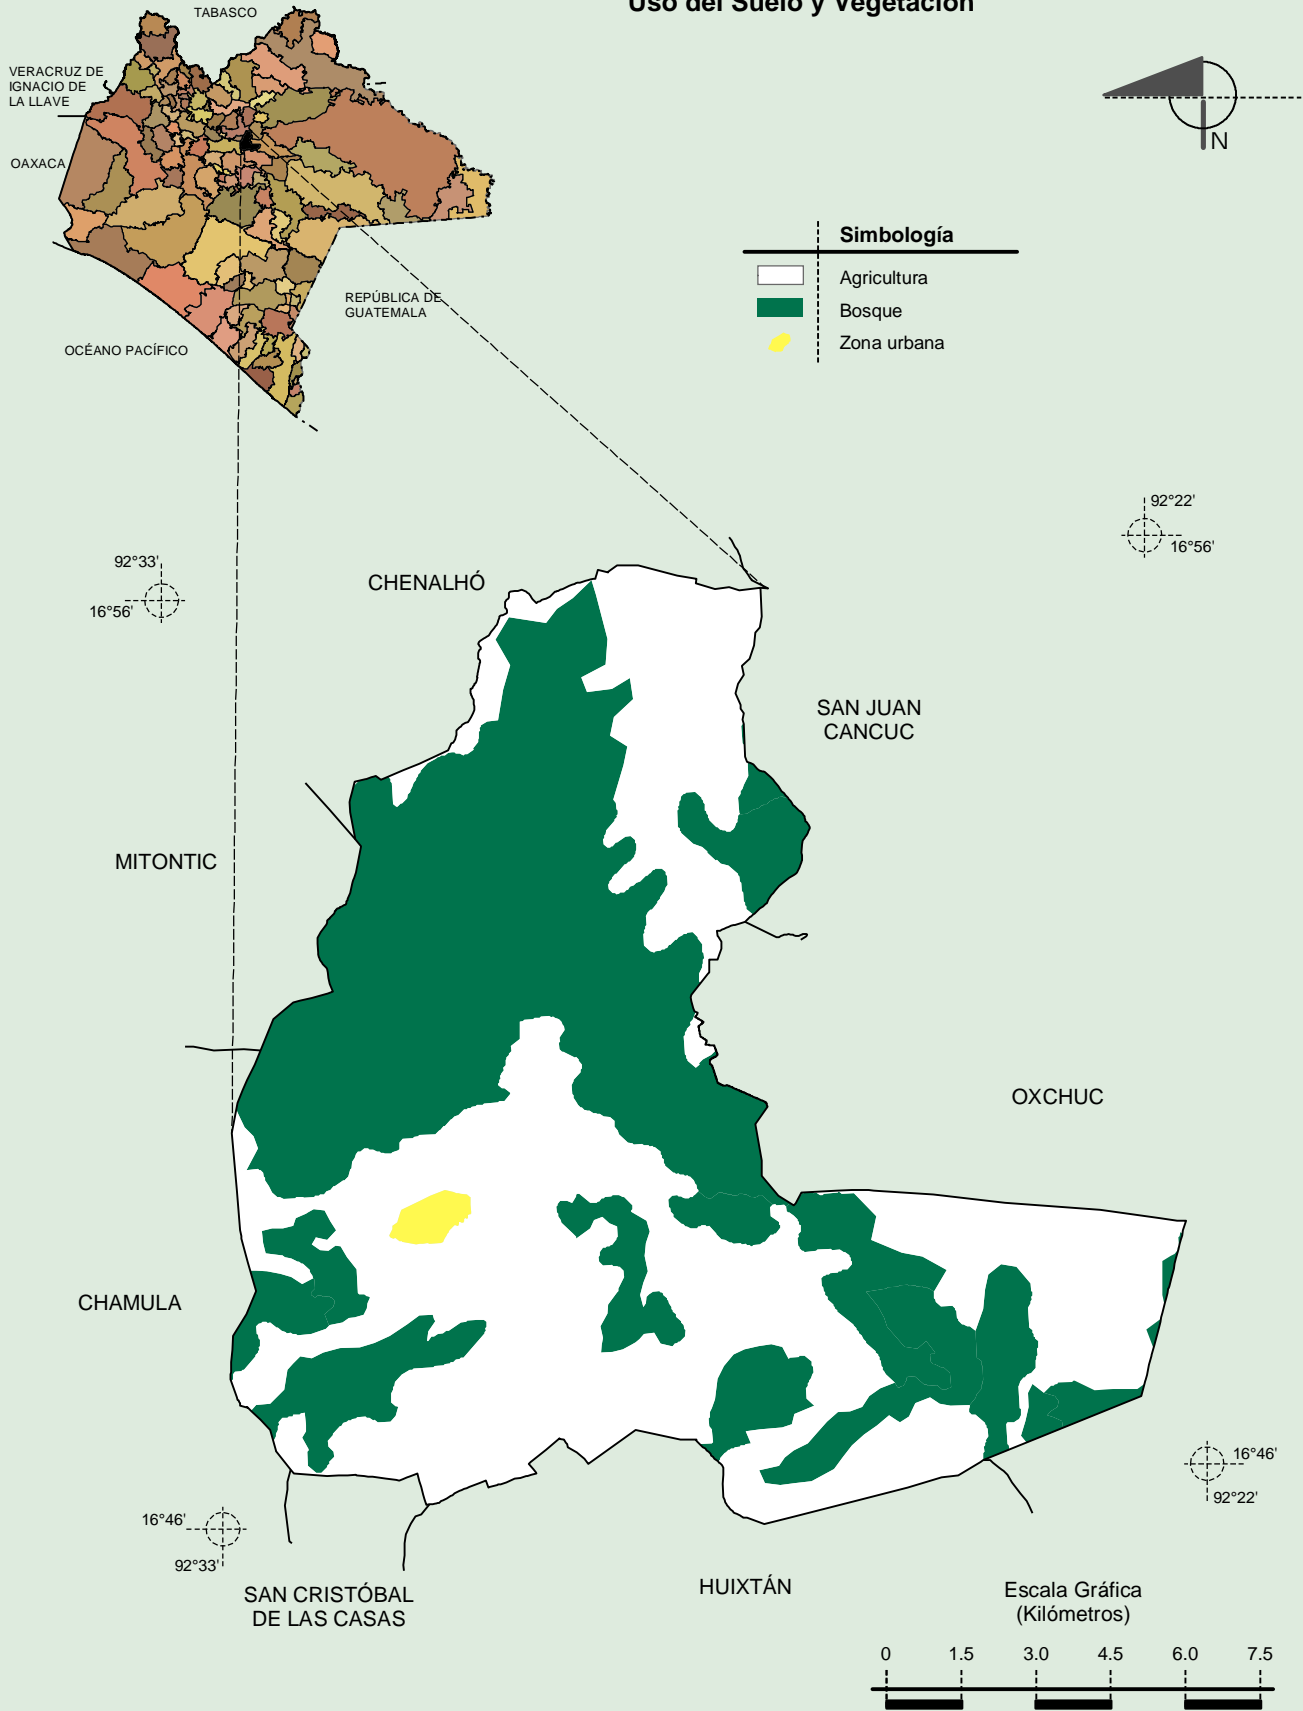 Uso del Suelo y Vegetación
TABASCO
VERACRUZ DE
IGNACIO DE
LA LLAVE
OAXACA
REPÚBLICA DE
GUATEMALA
OCÉANO PACÍFICO
N
Simbología
Agricultura
Bosque
Zona urbana
92°22'
16°56'
92°33'
16°56'
CHENALHÓ
SAN JUAN
CANCUC
MITONTIC
OXCHUC
CHAMULA
16°46'
92°22'
16°46'
92°33'
SAN CRISTÓBAL
DE LAS CASAS
HUIXTÁN
Escala Gráfica
(Kilómetros)
0 1.5 3.0 4.5 6.0 7.5